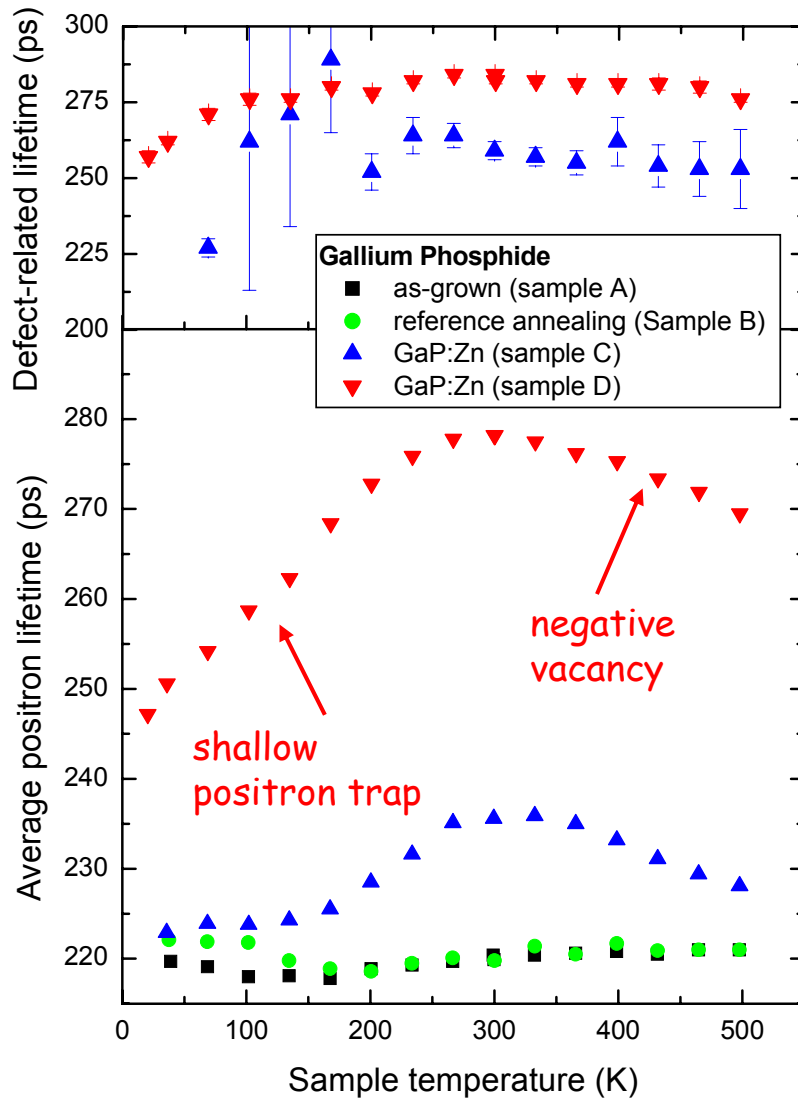 Defect-related lifetime (ps)
300
275
250
225
200
Gallium Phosphide
as-grown (sample A)
reference annealing (Sample B)
GaP:Zn (sample C)
GaP:Zn (sample D)
Average positron lifetime (ps)
280
270
260
250
240
230
220
negative
vacancy
shallow
positron trap
0 100 200 300 400 500
Sample temperature (K)